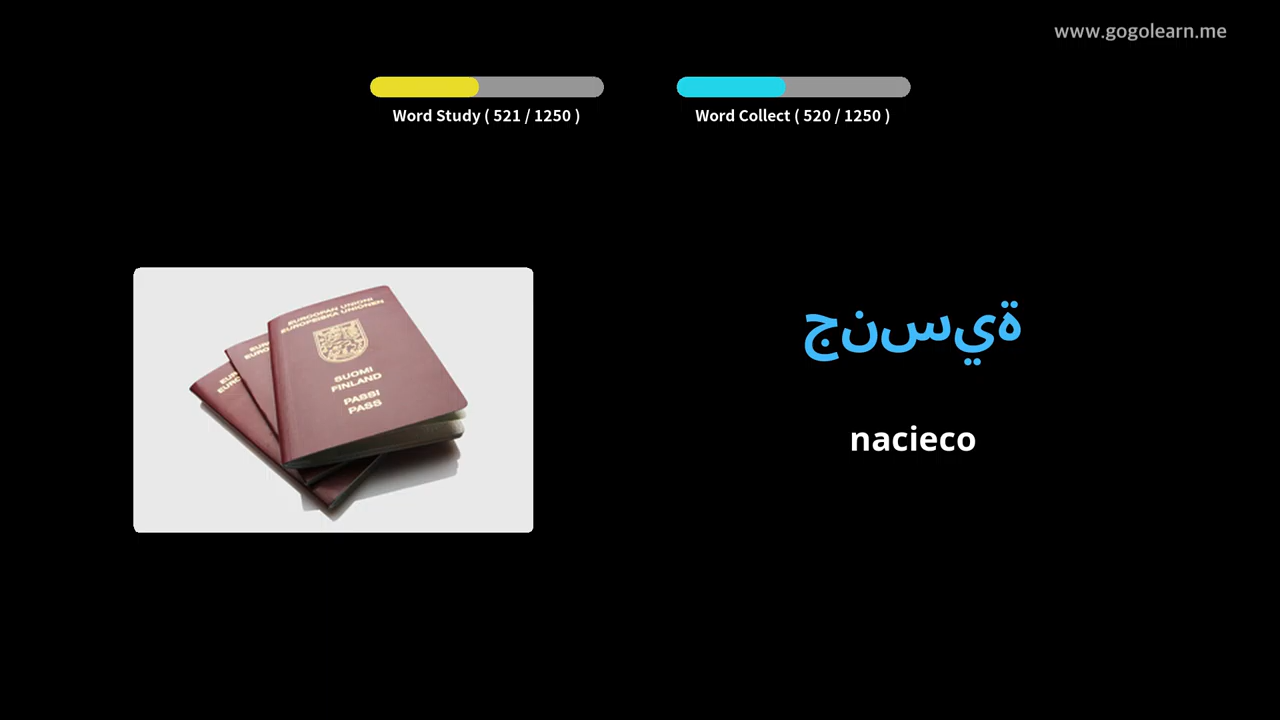 www.gogolearn.me
Word Study ( 521 / 1250 )
Word Collect ( 520 / 1250 )
EUROOPAN UNIONI
EUROPEISKA UNIONEN
SUOMI
FINLAND
PASSI
PASS
جنسية
nacieco